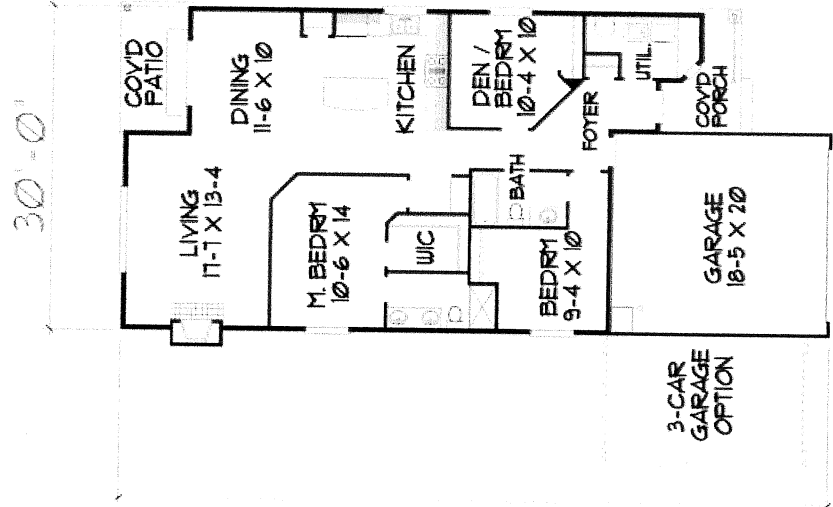 30'-0"
COV'D
PATIO
DINING
11-6 X 10
KITCHEN
DEN /
BEDRM
10-4 X 10
UTIL.
FOYER
COV'D
PORCH
LIVING
17-7 X 13-4
M. BEDRM
10-6 X 14
WIC
BATH
BEDRM
9-4 X 10
GARAGE
18-5 X 20
3-CAR
GARAGE
OPTION